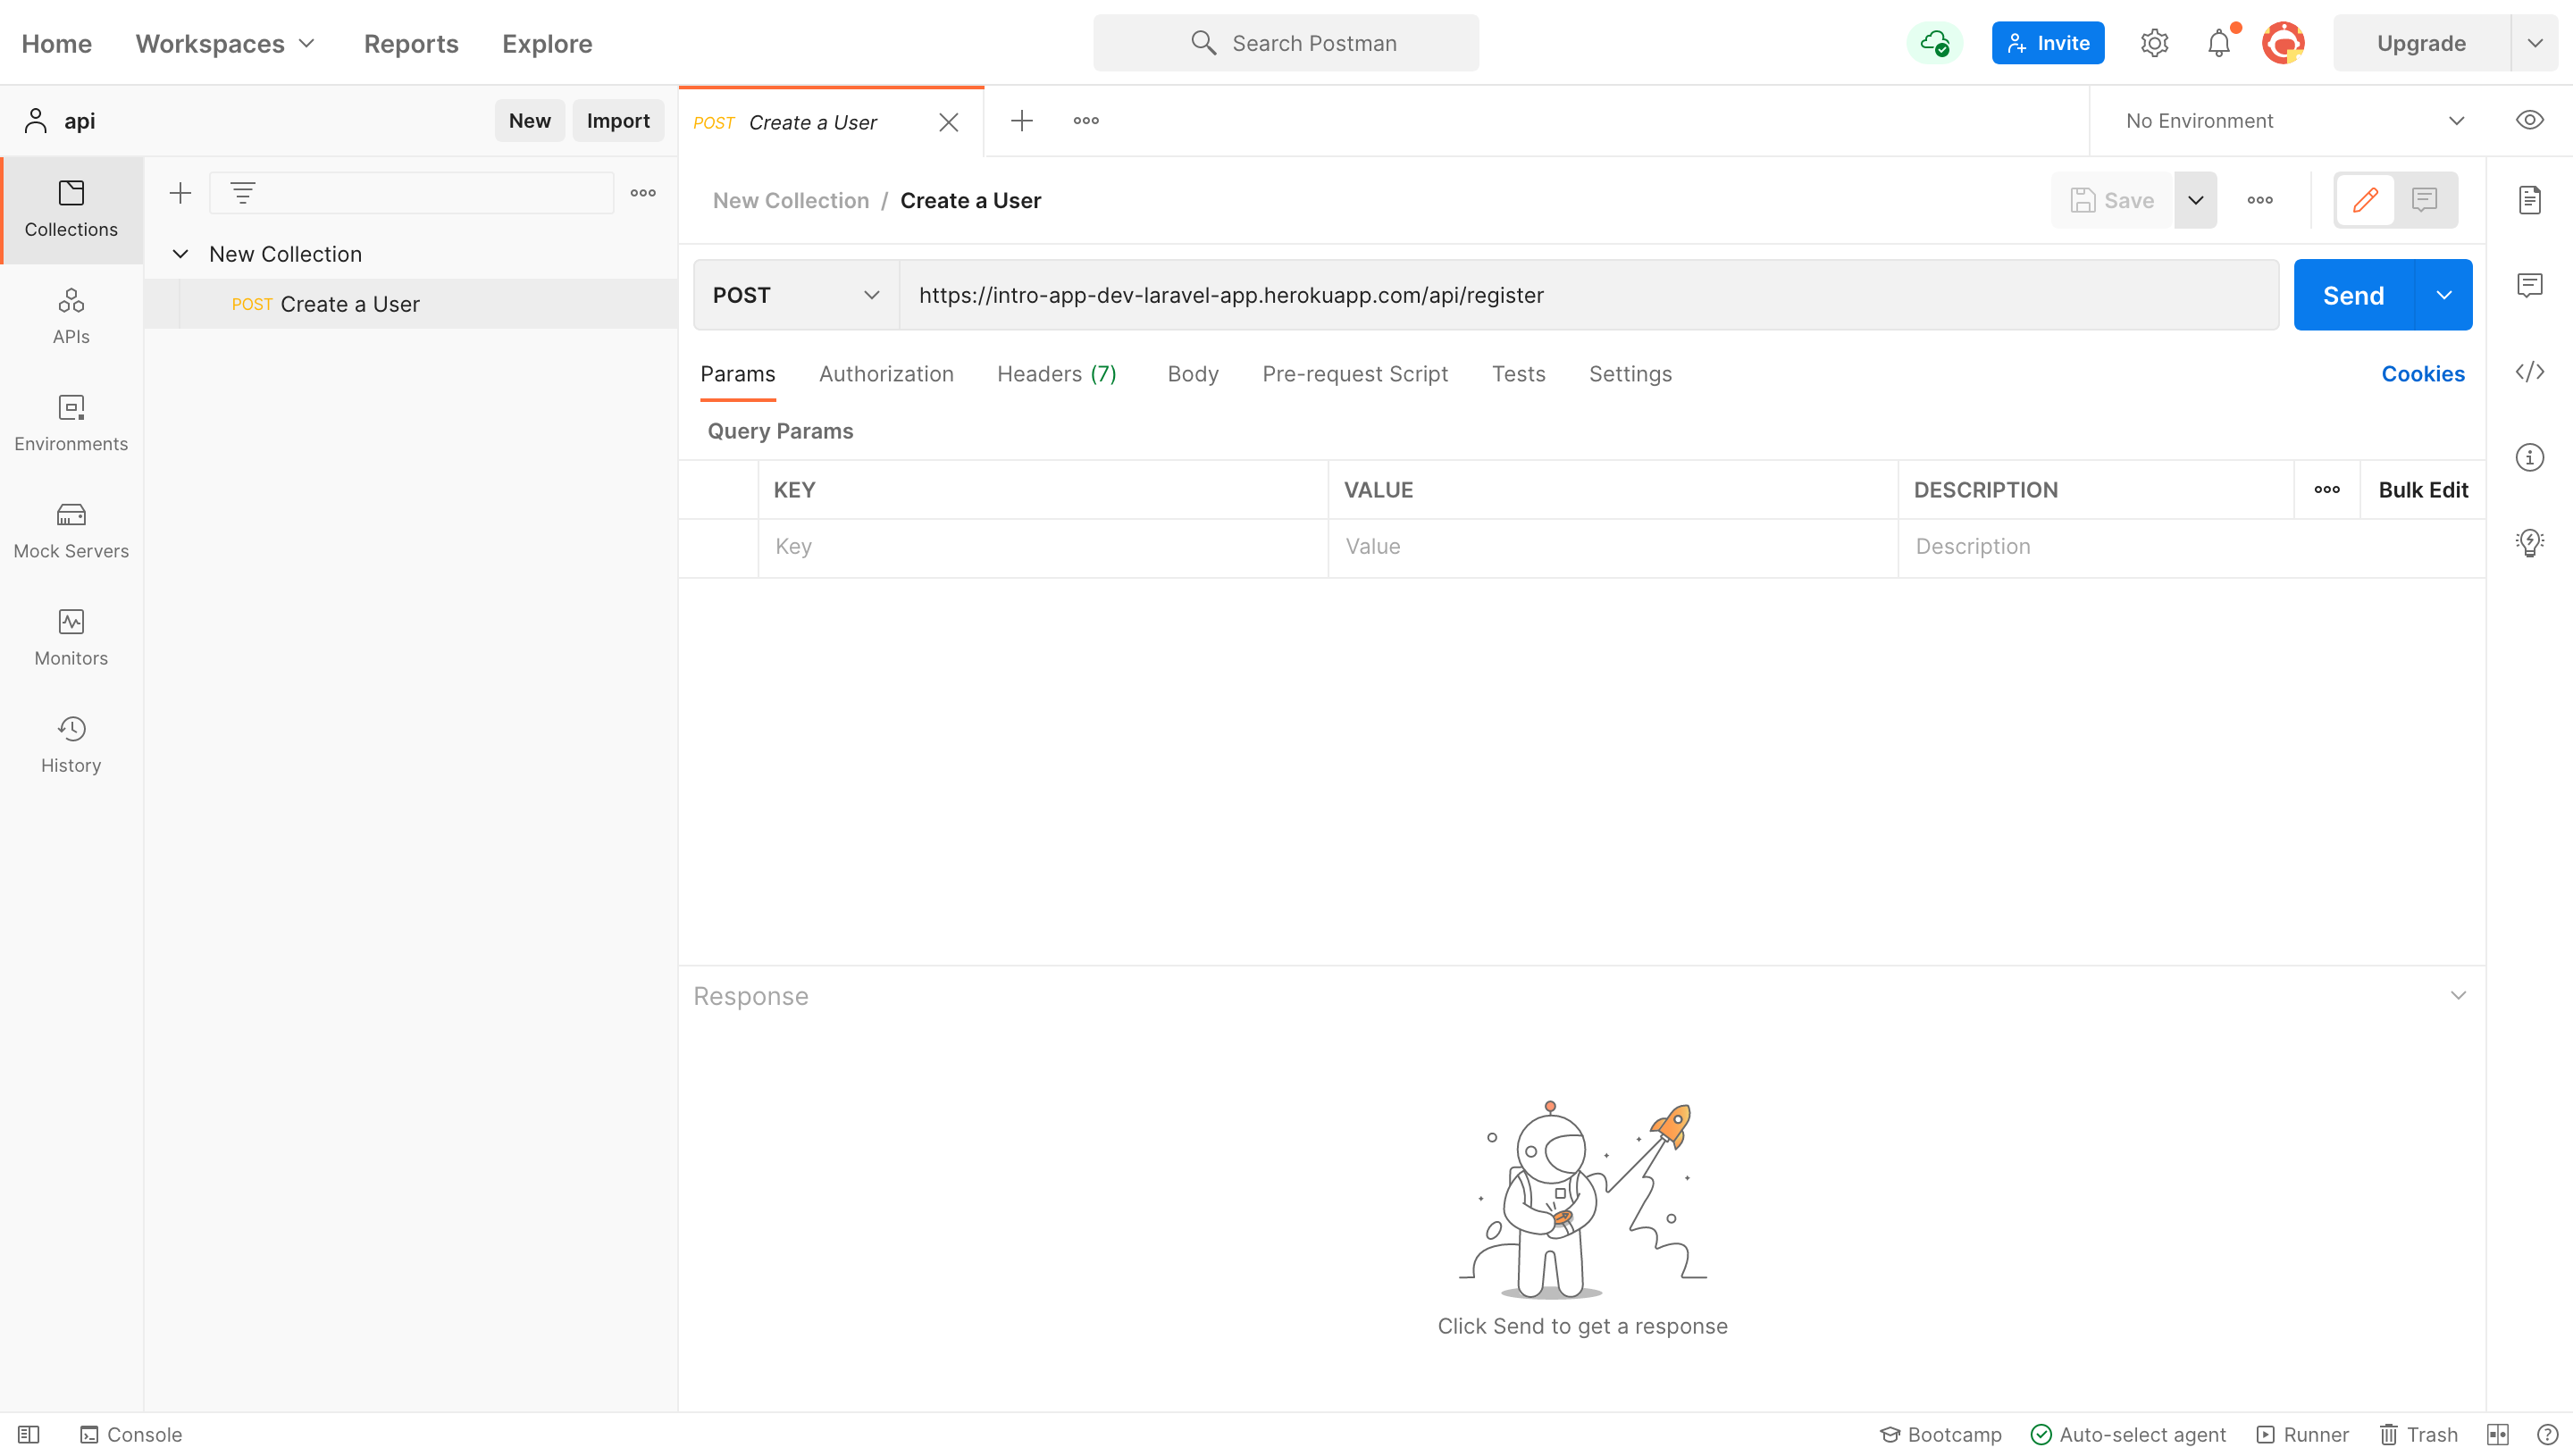 Home Workspaces Reports Explore Search Postman Invite Upgrade
api New Import POST Create a User No Environment
Collections
APIs
Environments
Mock Servers
Monitors
History
New Collection
POST Create a User
New Collection / Create a User Save
POST https://intro-app-dev-laravel-app.herokuapp.com/api/register Send
Params Authorization Headers (7) Body Pre-request Script Tests Settings Cookies
Query Params
KEY VALUE DESCRIPTION Bulk Edit
Key Value Description
Response
Click Send to get a response
Console Bootcamp Auto-select agent Runner Trash